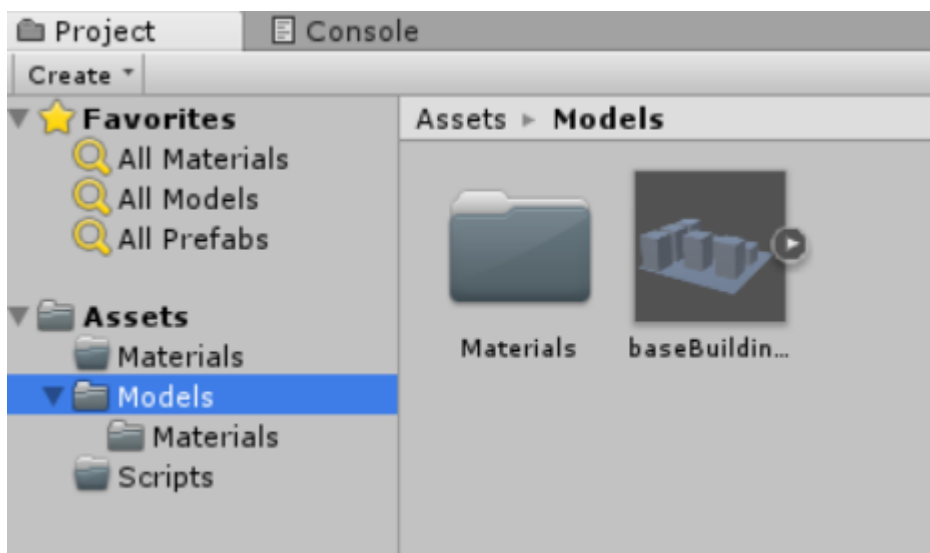 Project
Console
Create
Favorites
All Materials
All Models
All Prefabs
Assets
Materials
Models
Materials
Scripts
Assets ▸ Models
Materials
baseBuildin...